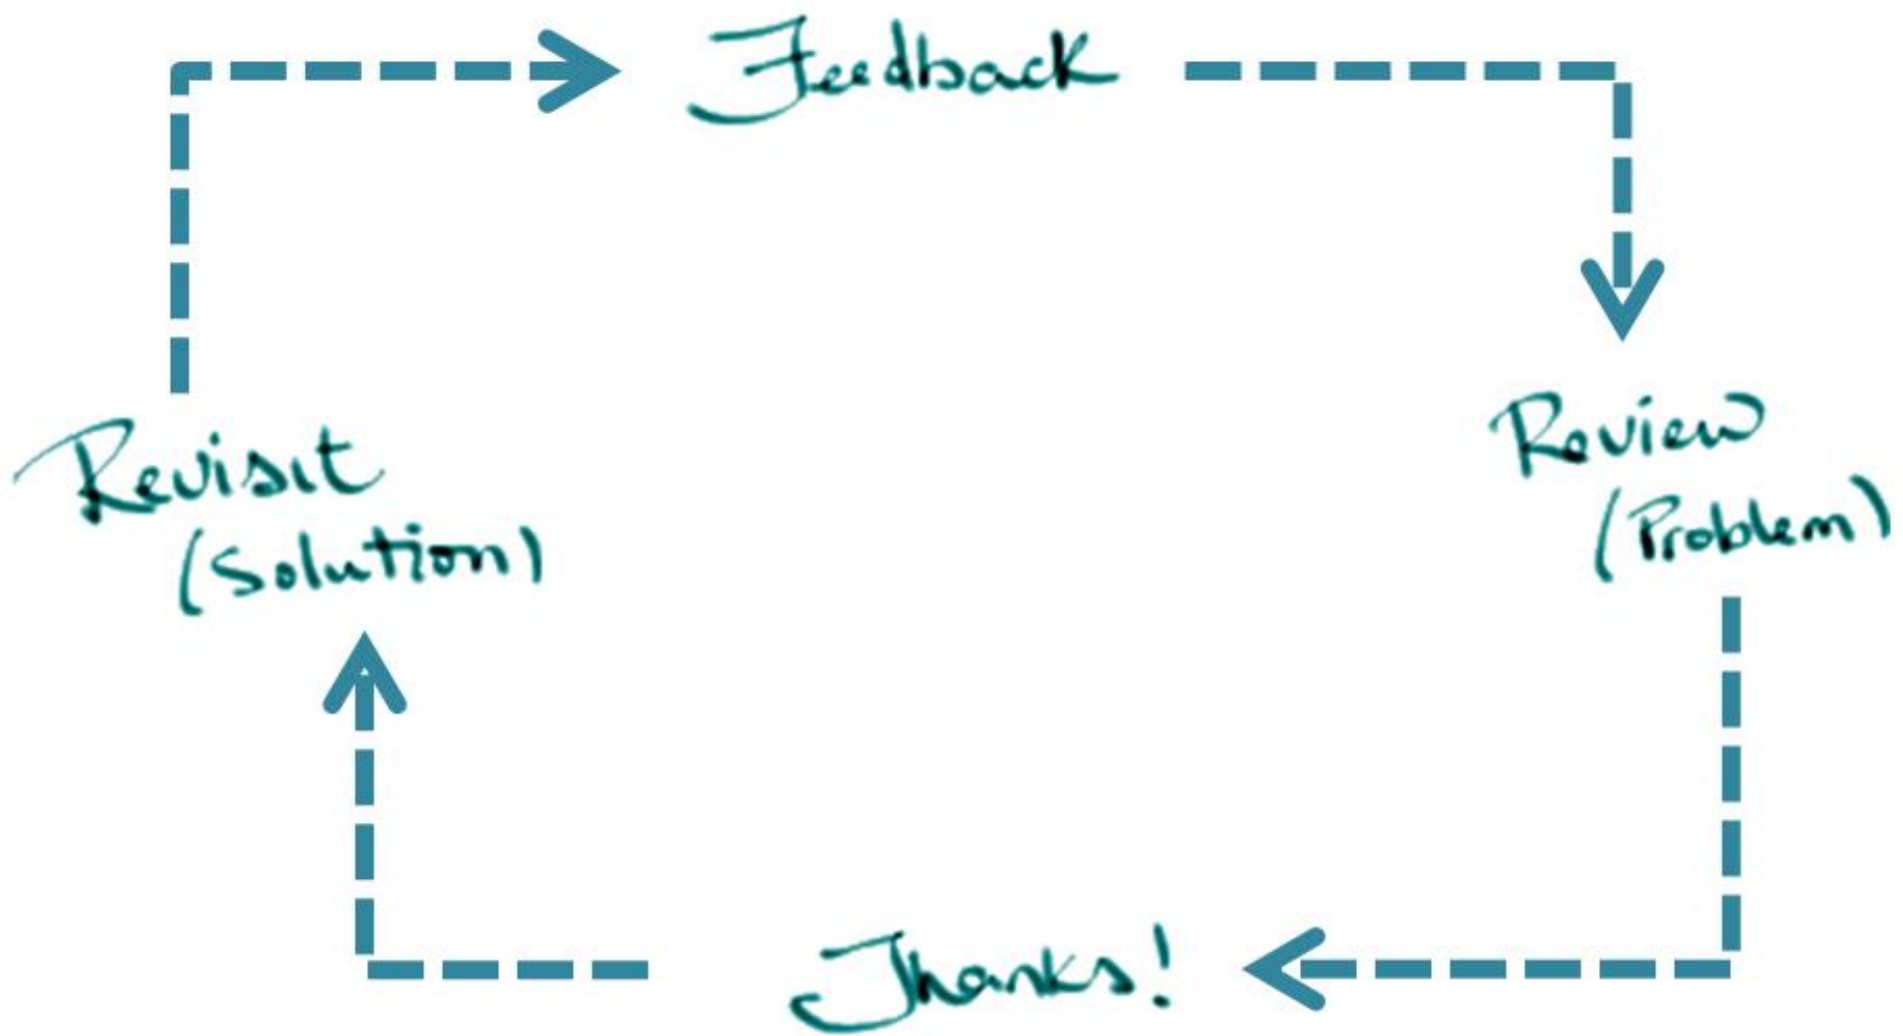 Feedback
Review
(Problem)
Revisit
(Solution)
Thanks!